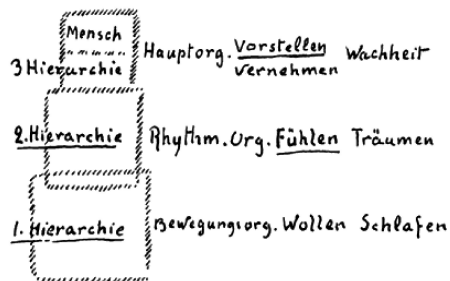 Mensch
3 Hierarchie Hauptorg. Vorstellen Wachheit
Vernehmen
2. Hierarchie Rhythm. Org. Fühlen Träumen
1. Hierarchie Bewegungsorg. Wollen Schlafen